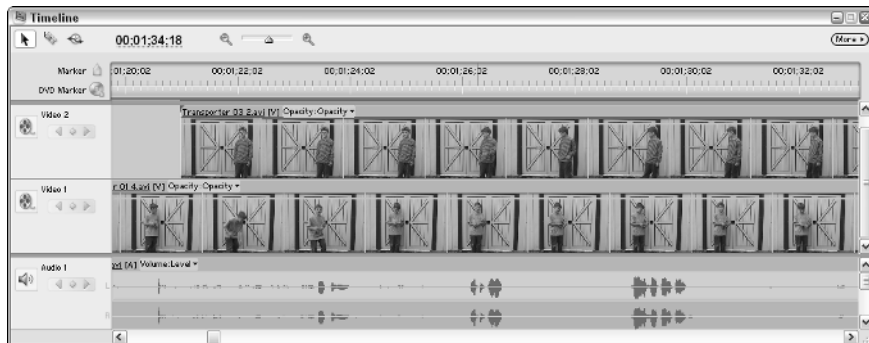 Timeline
00;01;34;18
More
Marker
:01;20;02 00;01;22;02 00;01;24;02 00;01;26;02 00;01;28;02 00;01;30;02 00;01;32;02
DVD Marker
Video 2
Transporter 03 2.avi [V] Opacity:Opacity
Video 1
r 01 4.avi [V] Opacity:Opacity
Audio 1
avi [A] Volume:Level
L
R